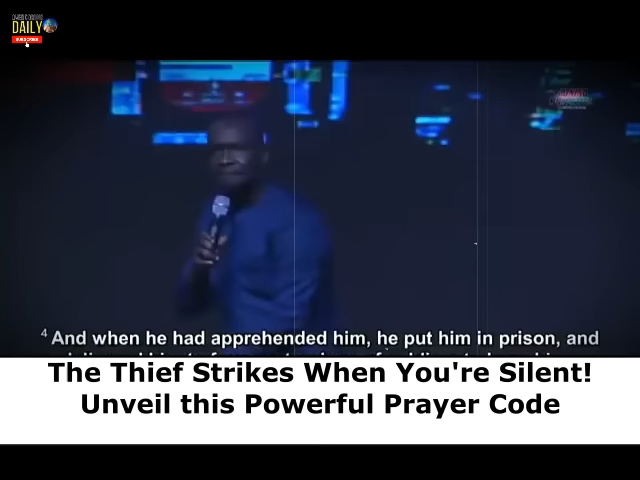 DAILY
SUBSCRIBE
⁴ And when he had apprehended him, he put him in prison, and
The Thief Strikes When You're Silent!
Unveil this Powerful Prayer Code